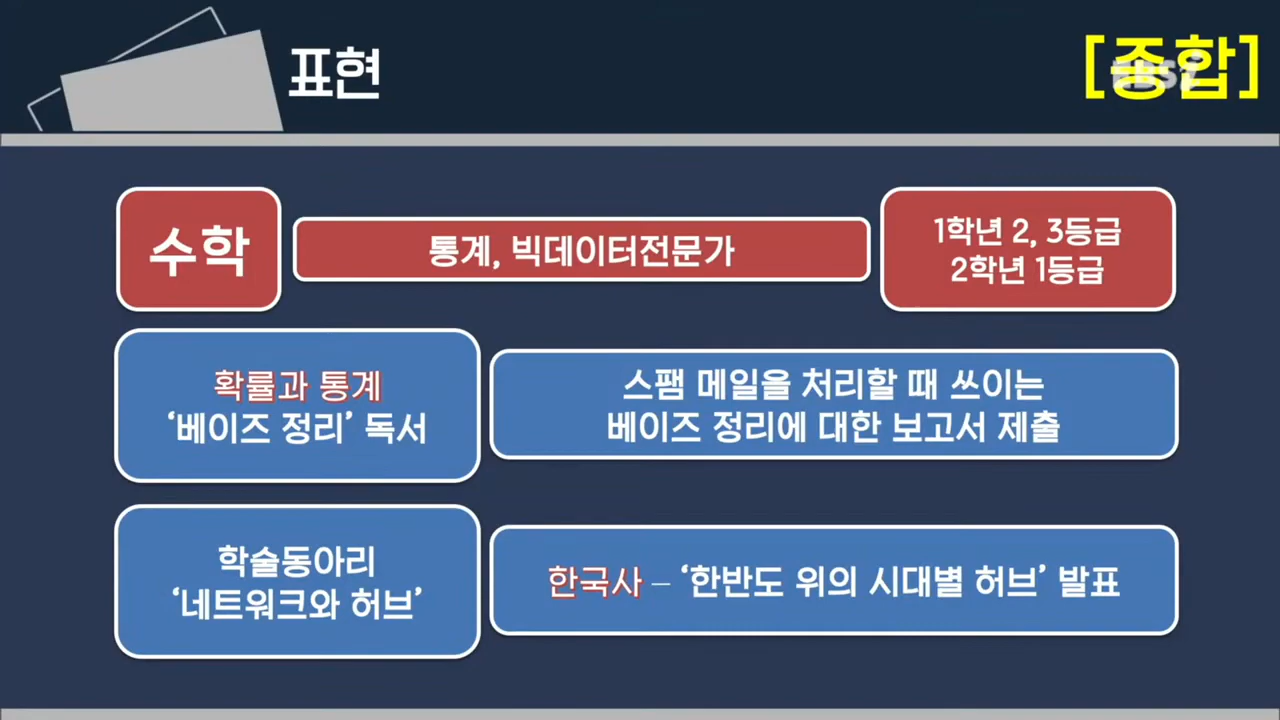 표현
[종합]
EBSi
수학
통계, 빅데이터전문가
1학년 2, 3등급
2학년 1등급
확률과 통계
‘베이즈 정리’ 독서
스팸 메일을 처리할 때 쓰이는
베이즈 정리에 대한 보고서 제출
학술동아리
‘네트워크와 허브’
한국사 – ‘한반도 위의 시대별 허브’ 발표